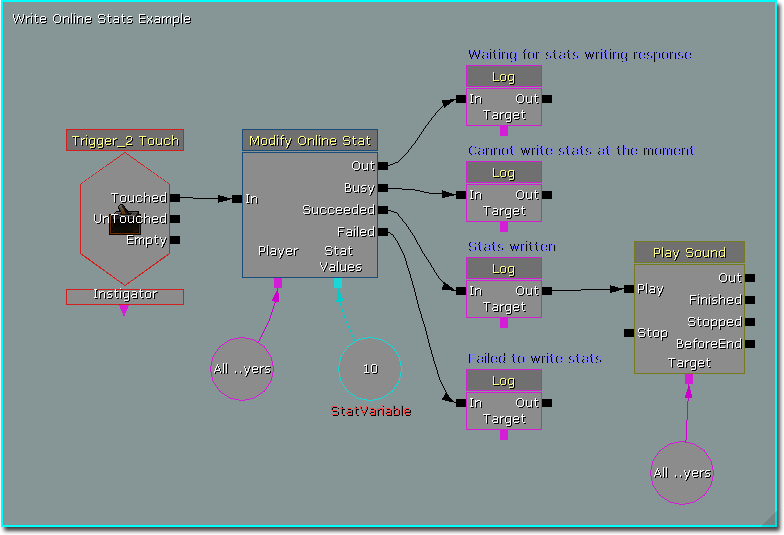 Write Online Stats Example
Trigger_2 Touch
Touched
UnTouched
Empty
Instigator
Modify Online Stat
In
Out
Busy
Succeeded
Failed
Player
Stat
Values
All ..yers
10
StatVariable
Waiting for stats writing response
Log
In
Out
Target
Cannot write stats at the moment
Log
In
Out
Target
Stats written
Log
In
Out
Target
Failed to write stats
Log
In
Out
Target
Play Sound
Play
Stop
Out
Finished
Stopped
BeforeEnd
Target
All ..yers